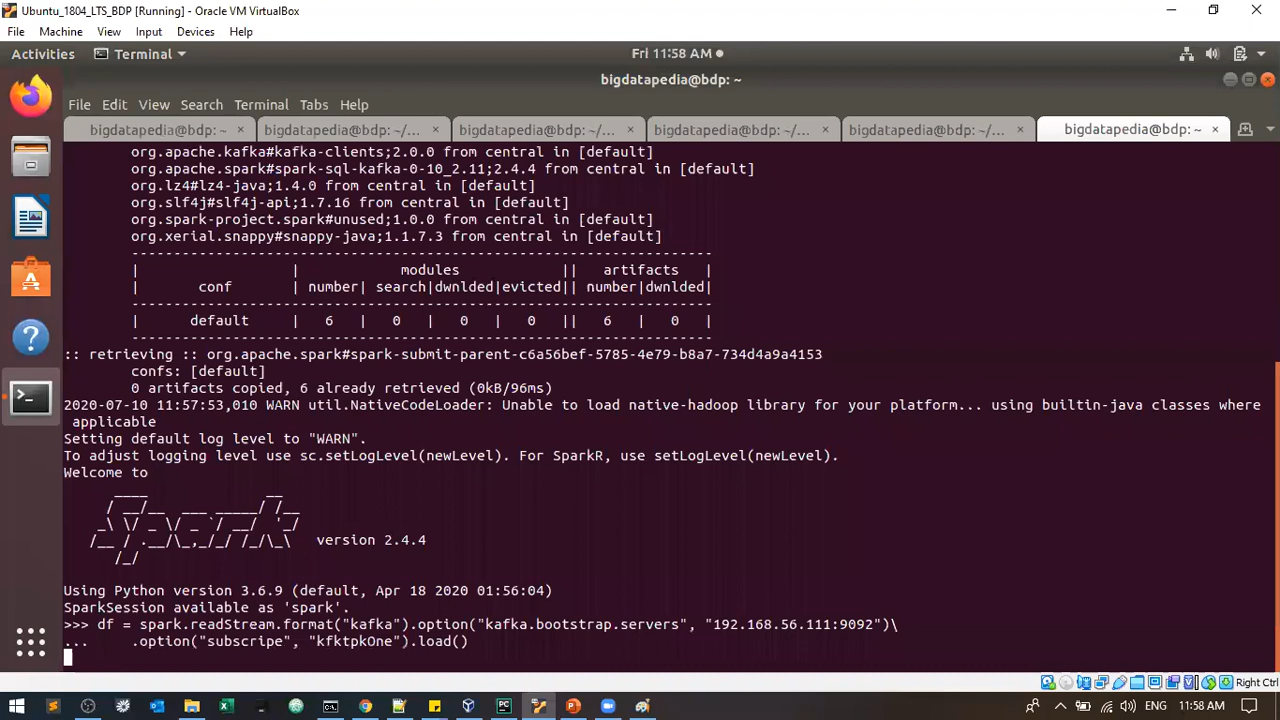 Ubuntu_1804_LTS_BDP [Running] - Oracle VM VirtualBox
File Machine View Input Devices Help
Activities Terminal Fri 11:58 AM
bigdatapedia@bdp: ~
File Edit View Search Terminal Tabs Help
bigdatapedia@bdp: ~ × bigdatapedia@bdp: ~/... × bigdatapedia@bdp: ~/... × bigdatapedia@bdp: ~/... × bigdatapedia@bdp: ~/... × bigdatapedia@bdp: ~ ×
org.apache.kafka#kafka-clients;2.0.0 from central in [default]
org.apache.spark#spark-sql-kafka-0-10_2.11;2.4.4 from central in [default]
org.lz4#lz4-java;1.4.0 from central in [default]
org.slf4j#slf4j-api;1.7.16 from central in [default]
org.spark-project.spark#unused;1.0.0 from central in [default]
org.xerial.snappy#snappy-java;1.1.7.3 from central in [default]
---------------------------------------------------------------------
| | modules || artifacts |
| conf | number| search|dwnlded|evicted|| number|dwnlded|
---------------------------------------------------------------------
| default | 6 | 0 | 0 | 0 || 6 | 0 |
---------------------------------------------------------------------
:: retrieving :: org.apache.spark#spark-submit-parent-c6a56bef-5785-4e79-b8a7-734d4a9a4153
confs: [default]
0 artifacts copied, 6 already retrieved (0kB/96ms)
2020-07-10 11:57:53,010 WARN util.NativeCodeLoader: Unable to load native-hadoop library for your platform... using builtin-java classes where
applicable
Setting default log level to "WARN".
To adjust logging level use sc.setLogLevel(newLevel). For SparkR, use setLogLevel(newLevel).
Welcome to
Spark version 2.4.4
Using Python version 3.6.9 (default, Apr 18 2020 01:56:04)
SparkSession available as 'spark'.
>>> df = spark.readStream.format("kafka").option("kafka.bootstrap.servers", "192.168.56.111:9092")\
... .option("subscripe", "kfktpkOne").load()
Right Ctrl
ENG 11:58 AM